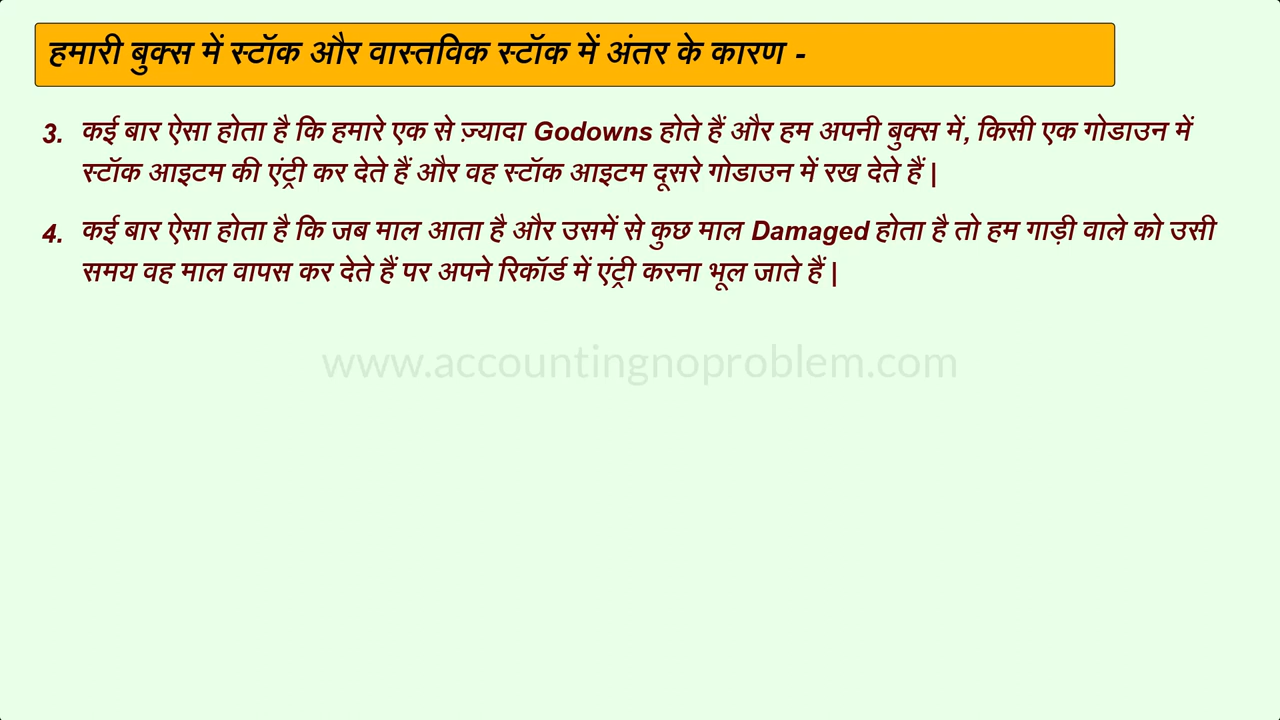 हमारी बुक्स में स्टॉक और वास्तविक स्टॉक में अंतर के कारण -
3. कई बार ऐसा होता है कि हमारे एक से ज़्यादा Godowns होते हैं और हम अपनी बुक्स में, किसी एक गोडाउन में
स्टॉक आइटम की एंट्री कर देते हैं और वह स्टॉक आइटम दूसरे गोडाउन में रख देते हैं |
4. कई बार ऐसा होता है कि जब माल आता है और उसमें से कुछ माल Damaged होता है तो हम गाड़ी वाले को उसी
समय वह माल वापस कर देते हैं पर अपने रिकॉर्ड में एंट्री करना भूल जाते हैं |
www.accountingnoproblem.com